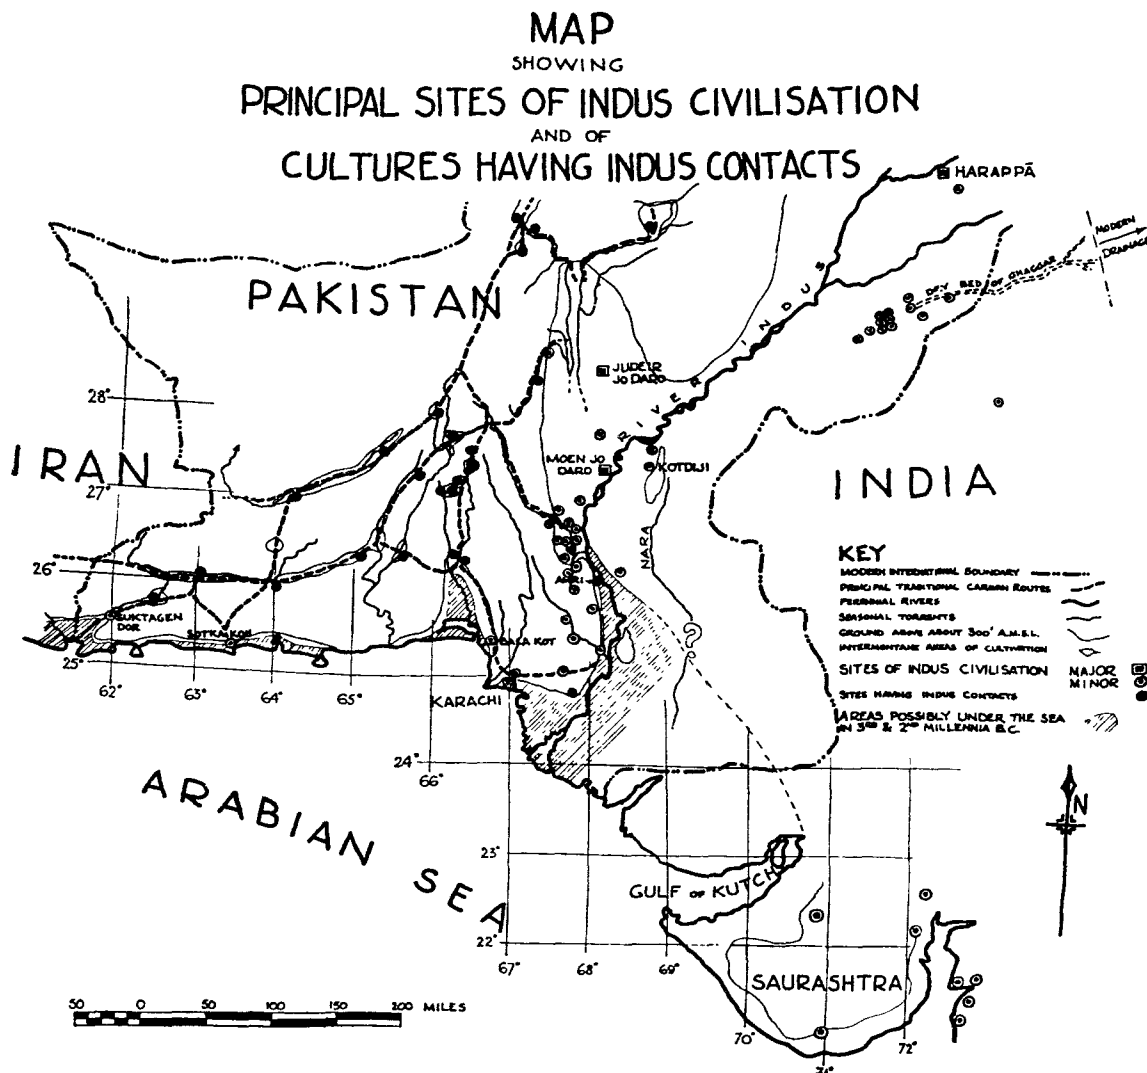 MAP
SHOWING
PRINCIPAL SITES OF INDUS CIVILISATION
AND OF
CULTURES HAVING INDUS CONTACTS
HARAPPĀ
MODERN
DRAINAGE
DRY BED OF GHAGGAR
PAKISTAN
RIVER INDUS
JUDEIR
JO DARO
28°
IRAN
MOEN JO
DARO
KOTDIJI
27°
INDIA
NARA
26°
AMRI
KEY
MODERN INTERNATIONAL BOUNDARY
PRINCIPAL TRADITIONAL CARAVAN ROUTES
PERENNIAL RIVERS
SEASONAL TORRENTS
GROUND ABOVE ABOUT 300' A.M.S.L.
INTERMONTANE AREAS OF CULTIVATION
SITES OF INDUS CIVILISATION MAJOR
MINOR
SITES HAVING INDUS CONTACTS
AREAS POSSIBLY UNDER THE SEA
IN 3RD & 2ND MILLENNIA B.C.
SUKTAGEN
DOR
SOTKA KOH
BALA KOT
?
25°
62° 63° 64° 65°
KARACHI
24°
66°
ARABIAN SEA
N
23°
GULF OF KUTCH
22°
67° 68° 69°
SAURASHTRA
50 0 50 100 150 200 MILES
70° 71° 72°